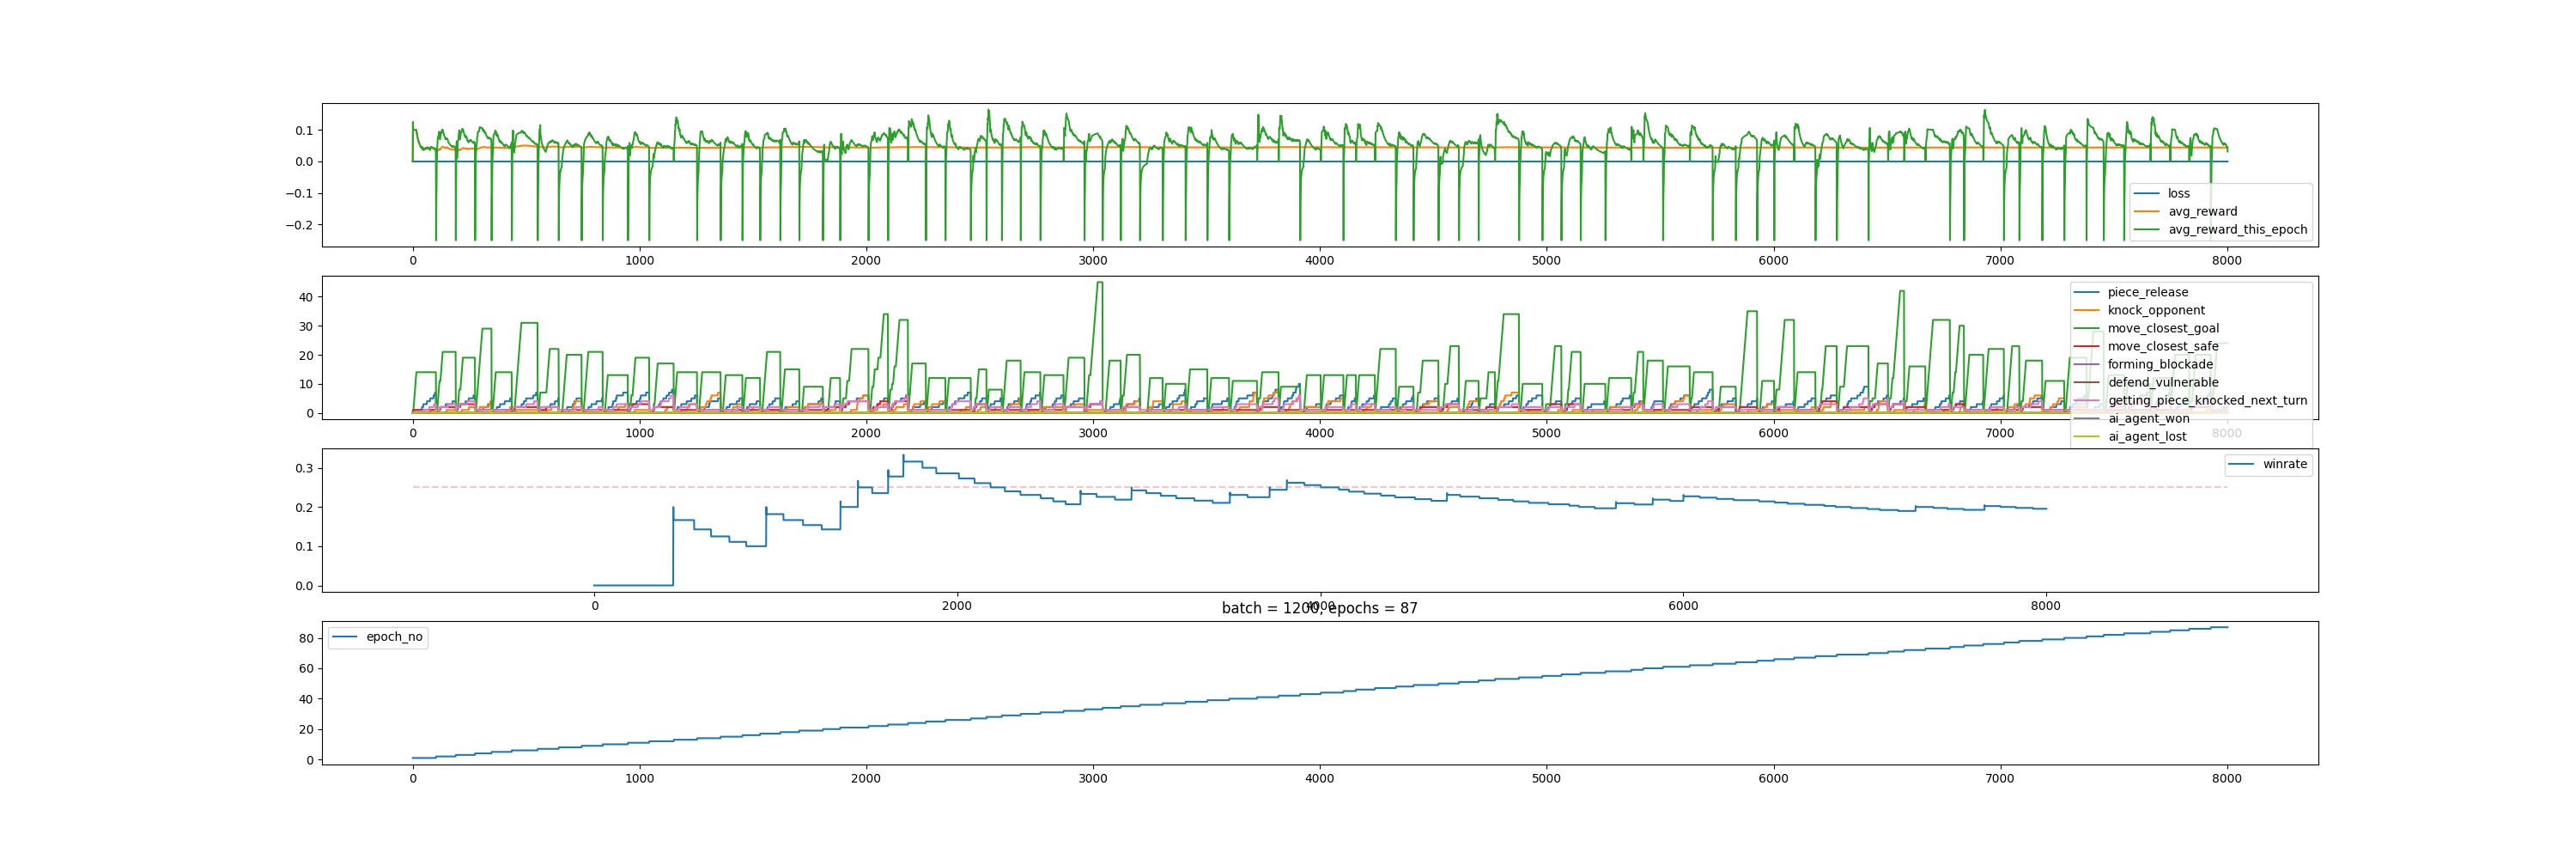 0.1
0.0
−0.1
−0.2
loss
avg_reward
avg_reward_this_epoch
0 1000 2000 3000 4000 5000 6000 7000 8000
40
30
20
10
0
piece_release
knock_opponent
move_closest_goal
move_closest_safe
forming_blockade
defend_vulnerable
getting_piece_knocked_next_turn
ai_agent_won
ai_agent_lost
0 1000 2000 3000 4000 5000 6000 7000 8000
0.3
0.2
0.1
0.0
winrate
0 2000 4000 6000 8000
batch = 1200, epochs = 87
80
60
40
20
0
epoch_no
0 1000 2000 3000 4000 5000 6000 7000 8000